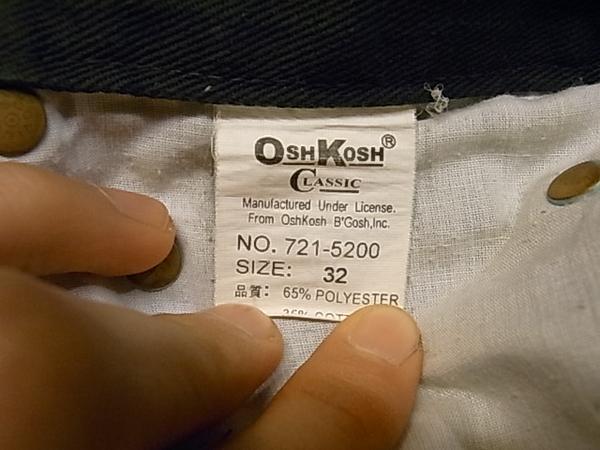 OSHKOSH®
CLASSIC
Manufactured Under License.
From OshKosh B'Gosh,Inc.
NO. 721-5200
SIZE: 32
品質: 65% POLYESTER